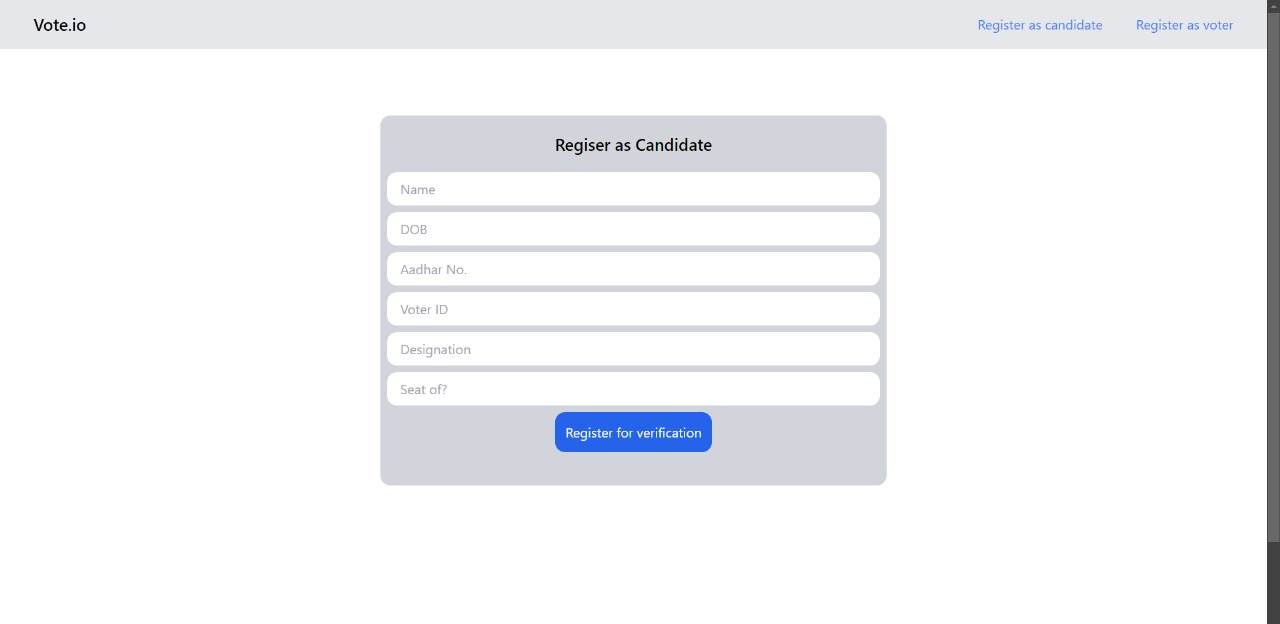 Vote.io
Register as candidate
Register as voter
Regiser as Candidate
Name
DOB
Aadhar No.
Voter ID
Designation
Seat of?
Register for verification